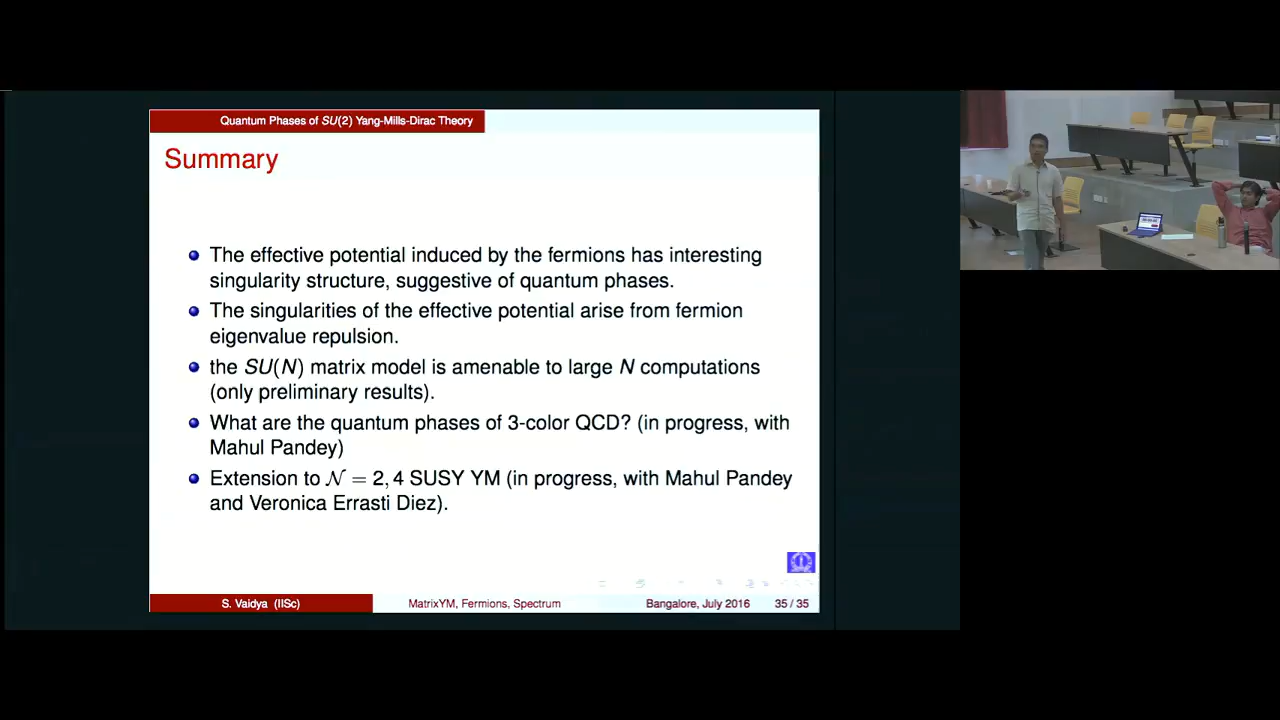 Quantum Phases of SU(2) Yang-Mills-Dirac Theory
Summary
The effective potential induced by the fermions has interesting
singularity structure, suggestive of quantum phases.
The singularities of the effective potential arise from fermion
eigenvalue repulsion.
the SU(N) matrix model is amenable to large N computations
(only preliminary results).
What are the quantum phases of 3-color QCD? (in progress, with
Mahul Pandey)
Extension to 𝒩 = 2, 4 SUSY YM (in progress, with Mahul Pandey
and Veronica Errasti Diez).
S. Vaidya (IISc)
MatrixYM, Fermions, Spectrum
Bangalore, July 2016
35 / 35